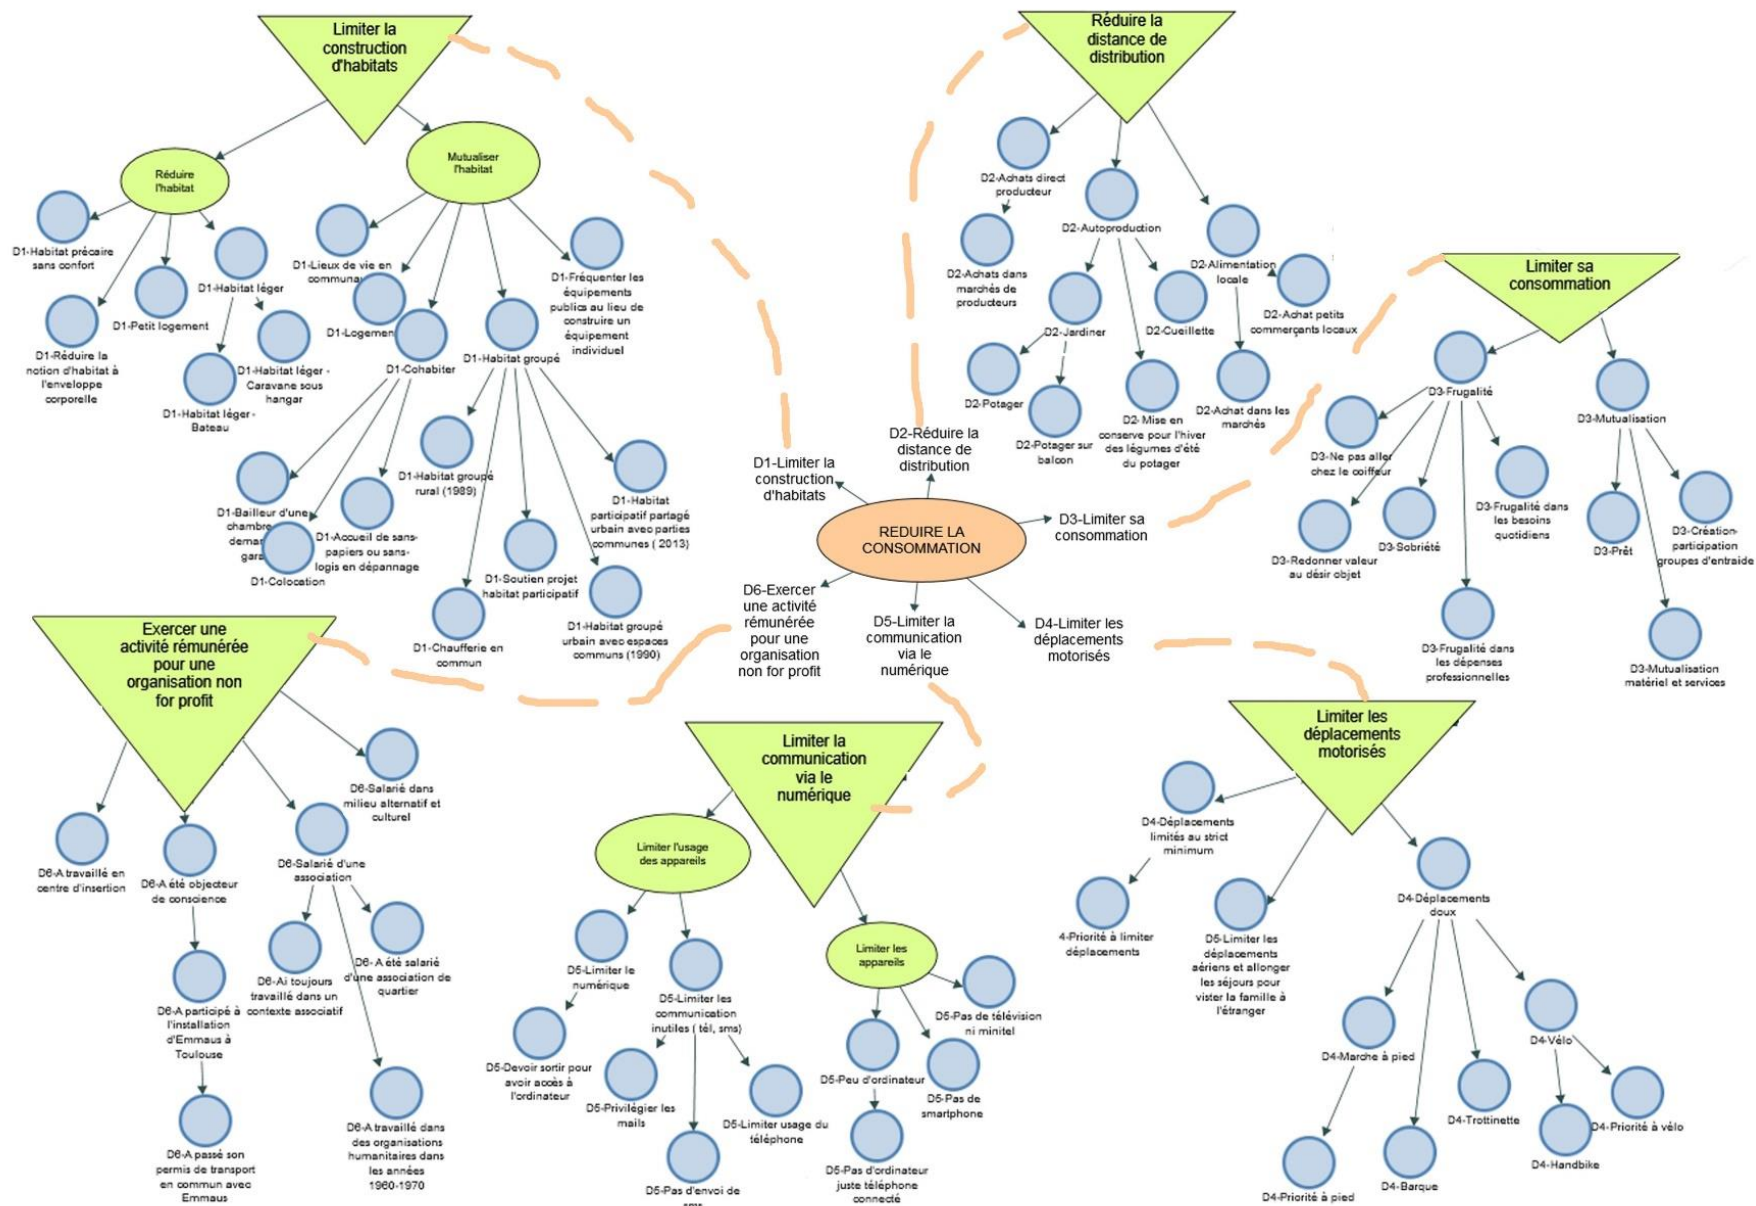 Limiter la
construction
d'habitats
Réduire
l'habitat
Mutualiser
l'habitat
D1-Habitat précaire
sans confort
D1-Réduire la
notion d'habitat à
l'enveloppe
corporelle
D1-Petit logement
D1-Habitat léger
D1-Habitat léger -
Bateau
D1-Habitat léger -
Caravane sous
hangar
D1-Lieux de vie en
D1-Cohabiter
D1-Bailleur d'une
chambre
D1-Colocation
D1-Accueil de sans-
papiers ou sans-
logis en dépannage
D1-Habitat groupé
D1-Habitat groupé
rural (1989)
D1-Chaufferie en
commun
D1-Soutien projet
habitat participatif
D1-Habitat groupé
urbain avec espaces
communs (1990)
D1-Habitat
participatif partagé
urbain avec parties
communes ( 2013)
D1-Fréquenter les
équipements
publics au lieu de
construire un
équipement
individuel
Réduire la
distance de
distribution
D2-Achats direct
producteur
D2-Achats dans
marchés de
producteurs
D2-Autoproduction
D2-Jardiner
D2-Potager
D2-Potager sur
balcon
D2-Mise en
conserve pour l'hiver
des légumes d'été
du potager
D2-Cueillette
D2-Alimentation
locale
D2-Achat petits
commerçants locaux
D2-Achat dans les
marchés
Limiter sa
consommation
D3-Frugalité
D3-Ne pas aller
chez le coiffeur
D3-Redonner valeur
au désir objet
D3-Sobriété
D3-Frugalité dans
les dépenses
professionnelles
D3-Frugalité dans
les besoins
quotidiens
D3-Mutualisation
D3-Prêt
D3-Mutualisation
matériel et services
D3-Création-
participation
groupes d'entraide
D1-Limiter la
construction
d'habitats
D2-Réduire la
distance de
distribution
D3-Limiter sa
consommation
REDUIRE LA
CONSOMMATION
D6-Exercer
une activité
rémunérée
pour une
organisation
non for profit
D5-Limiter la
communication
via le
numérique
D4-Limiter les
déplacements
motorisés
Exercer une
activité rémunérée
pour une
organisation non
for profit
D6-A travaillé en
centre d'insertion
D6-A été objecteur
de conscience
D6-A participé à
l'installation
d'Emmaus à
Toulouse
D6-A passé son
permis de transport
en commun avec
Emmaus
D6-Salarié d'une
association
D6-Ai toujours
travaillé dans un
contexte associatif
D6-A travaillé dans
des organisations
humanitaires dans
les années
1960-1970
D6-A été salarié
d'une association de
quartier
D6-Salarié dans
milieu alternatif et
culturel
Limiter la
communication
via le
numérique
Limiter l'usage
des appareils
D5-Limiter le
numérique
D5-Devoir sortir pour
avoir accès à
l'ordinateur
D5-Limiter les
communication
inutiles ( tél, sms)
D5-Privilégier les
mails
D5-Pas d'envoi de
sms
D5-Limiter usage du
téléphone
Limiter les
appareils
D5-Peu d'ordinateur
D5-Pas d'ordinateur
juste téléphone
connecté
D5-Pas de
smartphone
D5-Pas de télévision
ni minitel
Limiter les
déplacements
motorisés
D4-Déplacements
limités au strict
minimum
4-Priorité à limiter
déplacements
D5-Limiter les
déplacements
aériens et allonger
les séjours pour
vister la famille à
l'étranger
D4-Déplacements
doux
D4-Marche à pied
D4-Priorité à pied
D4-Barque
D4-Trottinette
D4-Vélo
D4-Handbike
D4-Priorité à vélo